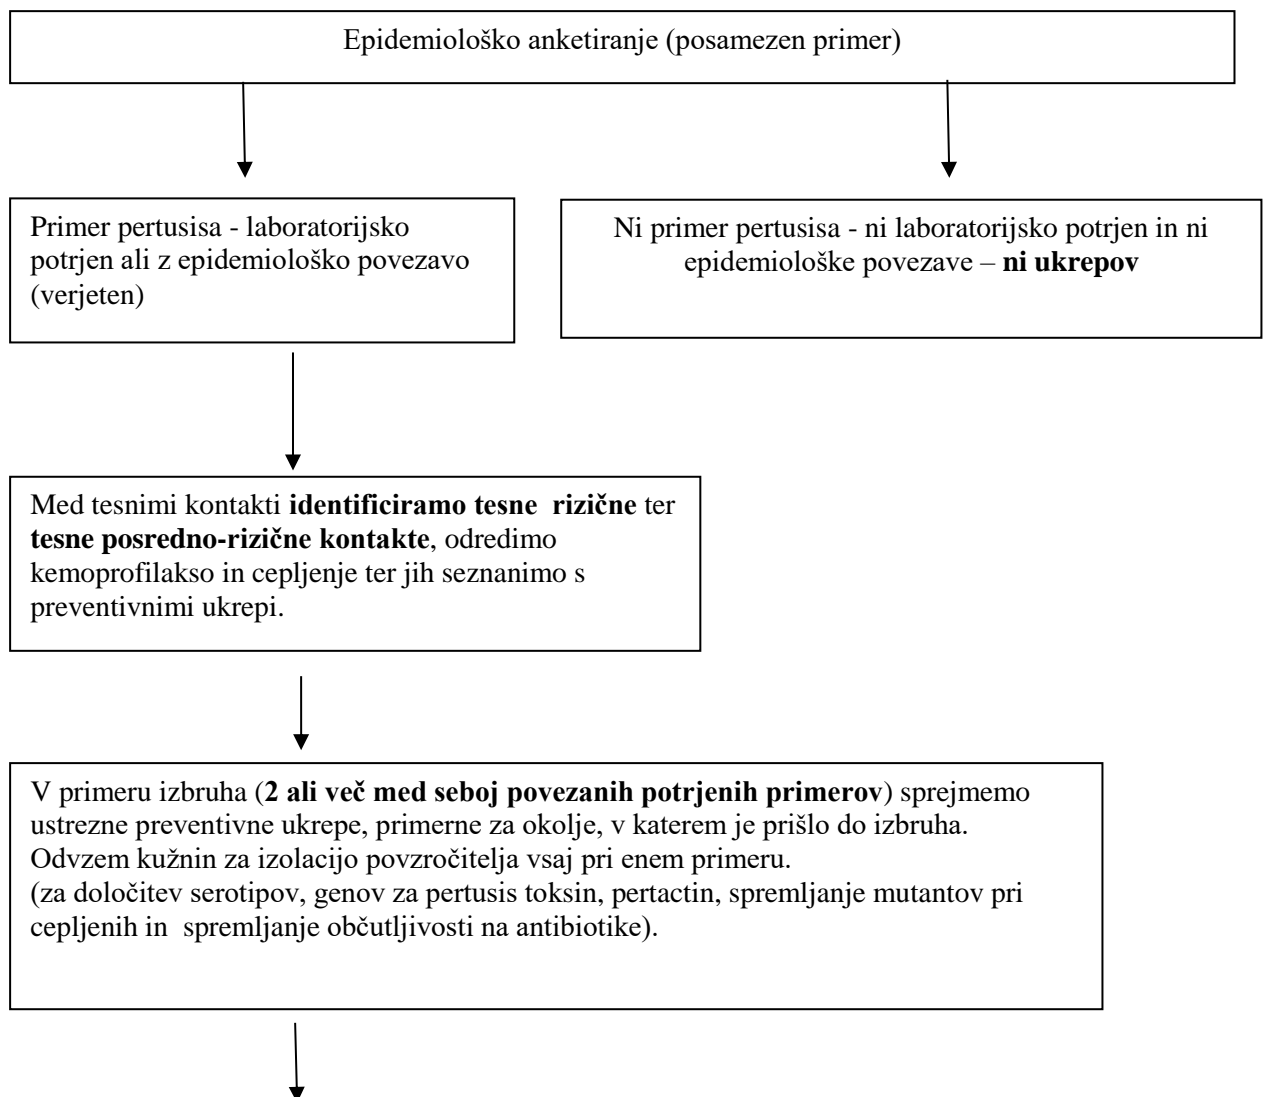 Epidemiološko anketiranje (posamezen primer)
Primer pertusisa - laboratorijsko
potrjen ali z epidemiološko povezavo
(verjeten)
Ni primer pertusisa - ni laboratorijsko potrjen in ni
epidemiološke povezave – ni ukrepov
Med tesnimi kontakti identificiramo tesne  rizične ter
tesne posredno-rizične kontakte, odredimo
kemoprofilakso in cepljenje ter jih seznanimo s
preventivnimi ukrepi.
V primeru izbruha (2 ali več med seboj povezanih potrjenih primerov) sprejmemo
ustrezne preventivne ukrepe, primerne za okolje, v katerem je prišlo do izbruha.
Odvzem kužnin za izolacijo povzročitelja vsaj pri enem primeru.
(za določitev serotipov, genov za pertusis toksin, pertactin, spremljanje mutantov pri
cepljenih in  spremljanje občutljivosti na antibiotike).